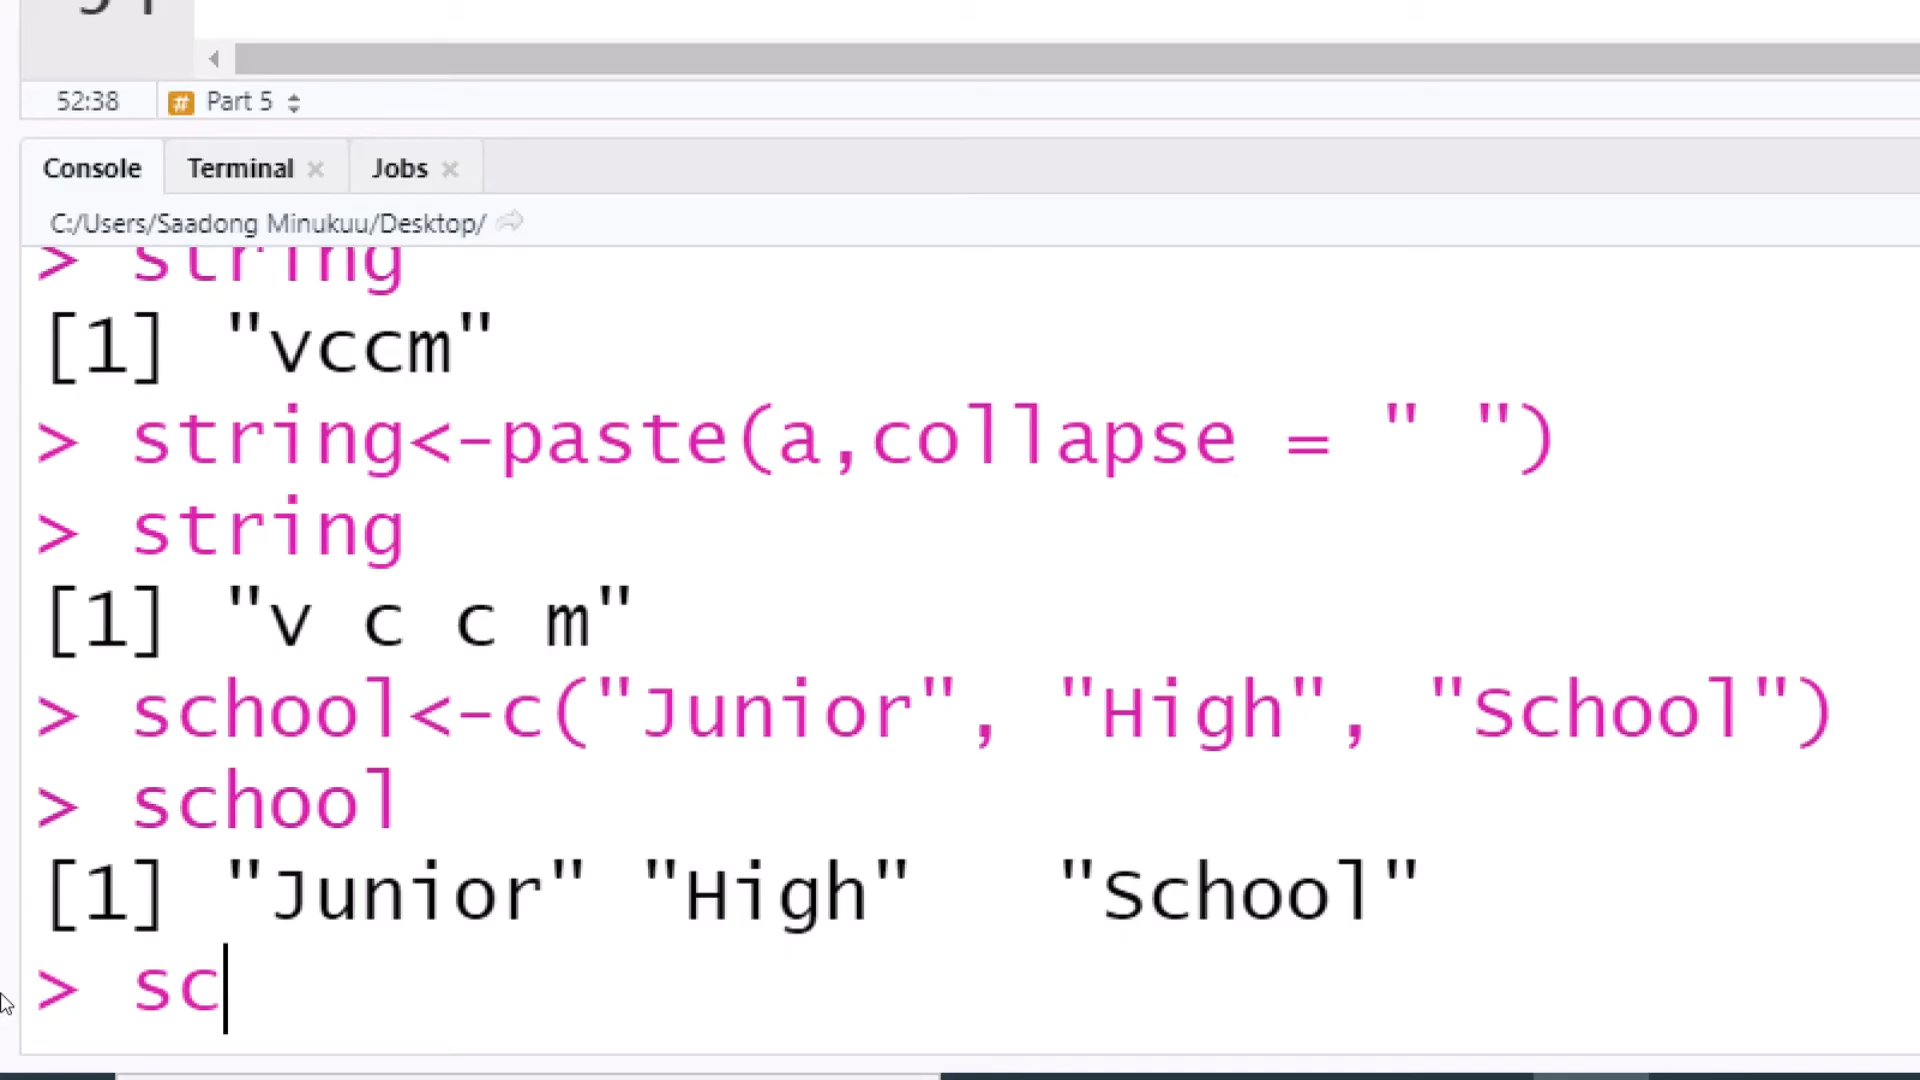 52:38 # Part 5
Console Terminal Jobs
C:/Users/Saadong Minukuu/Desktop/
> string
[1] "vccm"
> string<-paste(a,collapse = " ")
> string
[1] "v c c m"
> school<-c("Junior", "High", "School")
> school
[1] "Junior" "High"   "School"
> sc